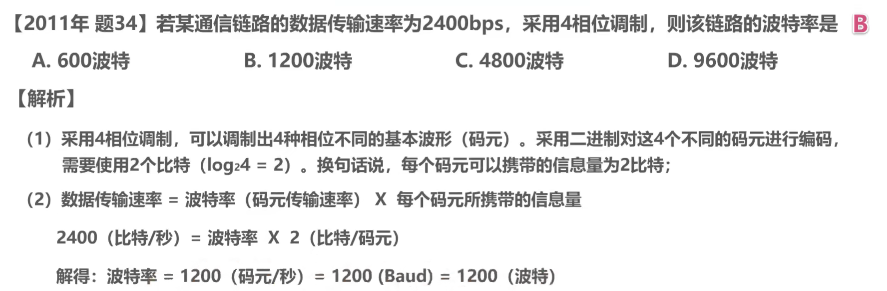 【2011年 题34】若某通信链路的数据传输速率为2400bps，采用4相位调制，则该链路的波特率是 B
A. 600波特 B. 1200波特 C. 4800波特 D. 9600波特
【解析】
（1）采用4相位调制，可以调制出4种相位不同的基本波形（码元）。采用二进制对这4个不同的码元进行编码，
需要使用2个比特（log₂4 = 2）。换句话说，每个码元可以携带的信息量为2比特；
（2）数据传输速率 = 波特率（码元传输速率） X 每个码元所携带的信息量
2400（比特/秒）= 波特率 X 2（比特/码元）
解得：波特率 = 1200（码元/秒）= 1200 (Baud) = 1200（波特）